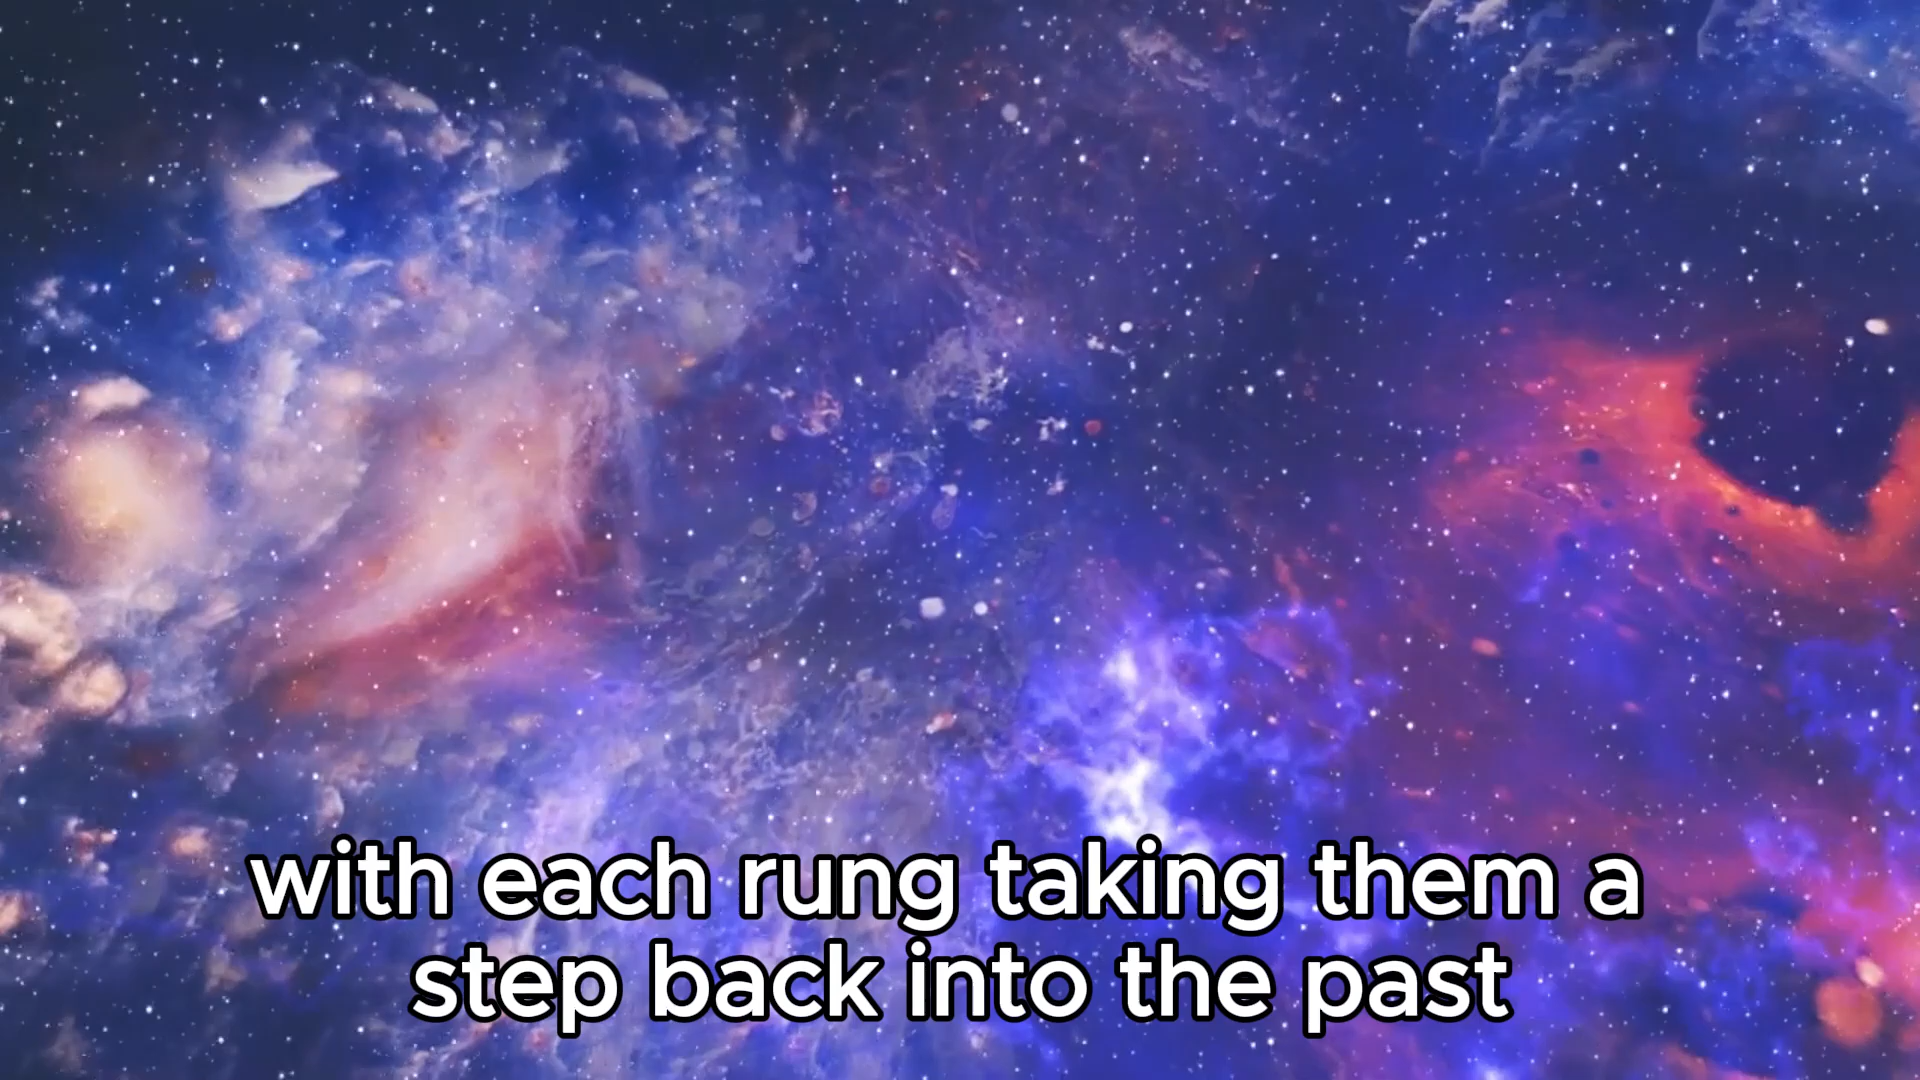 with each rung taking them a
step back into the past